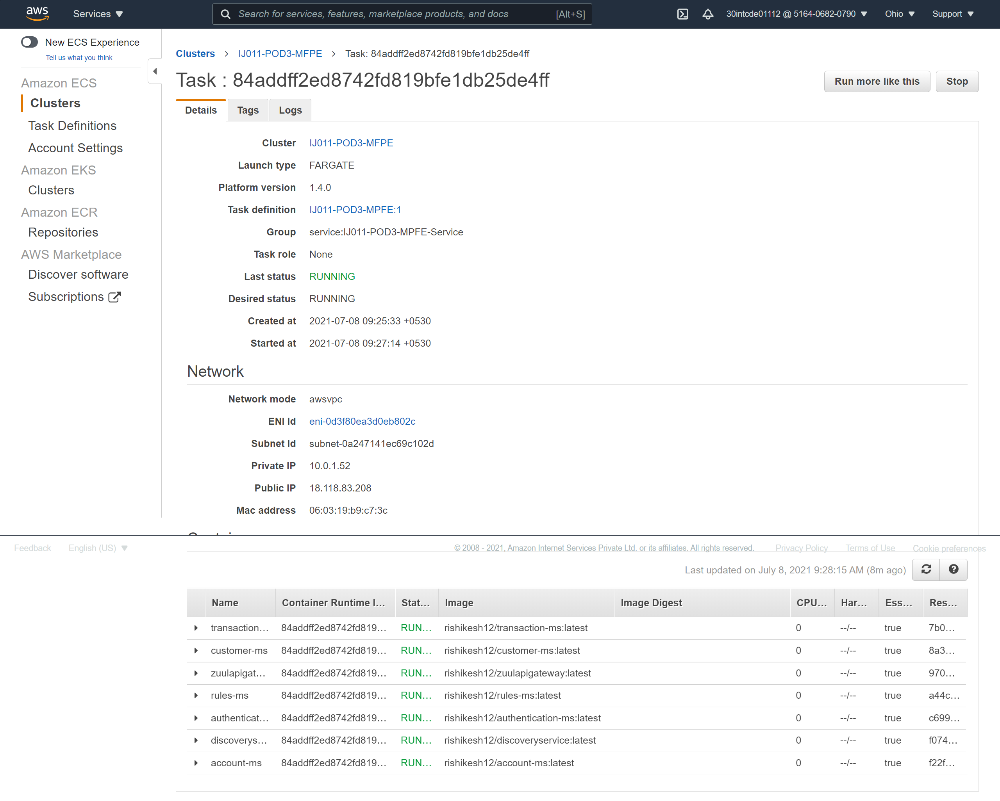 aws Services Search for services, features, marketplace products, and docs [Alt+S] 30intcde01112 @ 5164-0682-0790 Ohio Support
New ECS Experience
Tell us what you think
Amazon ECS
Clusters
Task Definitions
Account Settings
Amazon EKS
Clusters
Amazon ECR
Repositories
AWS Marketplace
Discover software
Subscriptions
Clusters > IJ011-POD3-MFPE > Task: 84addff2ed8742fd819bfe1db25de4ff
Task : 84addff2ed8742fd819bfe1db25de4ff
Run more like this Stop
Details Tags Logs
Cluster IJ011-POD3-MFPE
Launch type FARGATE
Platform version 1.4.0
Task definition IJ011-POD3-MPFE:1
Group service:IJ011-POD3-MPFE-Service
Task role None
Last status RUNNING
Desired status RUNNING
Created at 2021-07-08 09:25:33 +0530
Started at 2021-07-08 09:27:14 +0530
Network
Network mode awsvpc
ENI Id eni-0d3f80ea3d0eb802c
Subnet Id subnet-0a247141ec69c102d
Private IP 10.0.1.52
Public IP 18.118.83.208
Mac address 06:03:19:b9:c7:3c
Feedback English (US) © 2008 - 2021, Amazon Internet Services Private Ltd. or its affiliates. All rights reserved. Privacy Policy Terms of Use Cookie preferences
Last updated on July 8, 2021 9:28:15 AM (8m ago)
Name Container Runtime I... Stat... Image Image Digest CPU... Har... Ess... Res...
transaction... 84addff2ed8742fd819... RUN... rishikesh12/transaction-ms:latest 0 --/-- true 7b0...
customer-ms 84addff2ed8742fd819... RUN... rishikesh12/customer-ms:latest 0 --/-- true 8a3...
zuulapigat... 84addff2ed8742fd819... RUN... rishikesh12/zuulapigateway:latest 0 --/-- true 970...
rules-ms 84addff2ed8742fd819... RUN... rishikesh12/rules-ms:latest 0 --/-- true a44c...
authenticat... 84addff2ed8742fd819... RUN... rishikesh12/authentication-ms:latest 0 --/-- true c699...
discoverys... 84addff2ed8742fd819... RUN... rishikesh12/discoveryservice:latest 0 --/-- true f074...
account-ms 84addff2ed8742fd819... RUN... rishikesh12/account-ms:latest 0 --/-- true f22f...